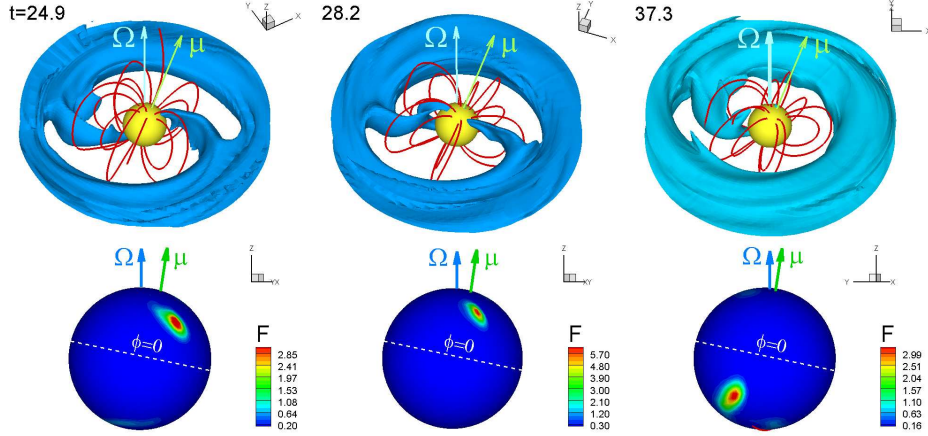 t=24.9
28.2
37.3
Y Z X
Z Y X
Y X
Ω μ
Ω μ
Ω μ
Ω μ
Ω μ
Ω μ
Z
YX
Z
XY
Z
Y X
ϕ=0
ϕ=0
ϕ=0
F
2.85
2.41
1.97
1.53
1.08
0.64
0.20
F
5.70
4.80
3.90
3.00
2.10
1.20
0.30
F
2.99
2.51
2.04
1.57
1.10
0.63
0.16